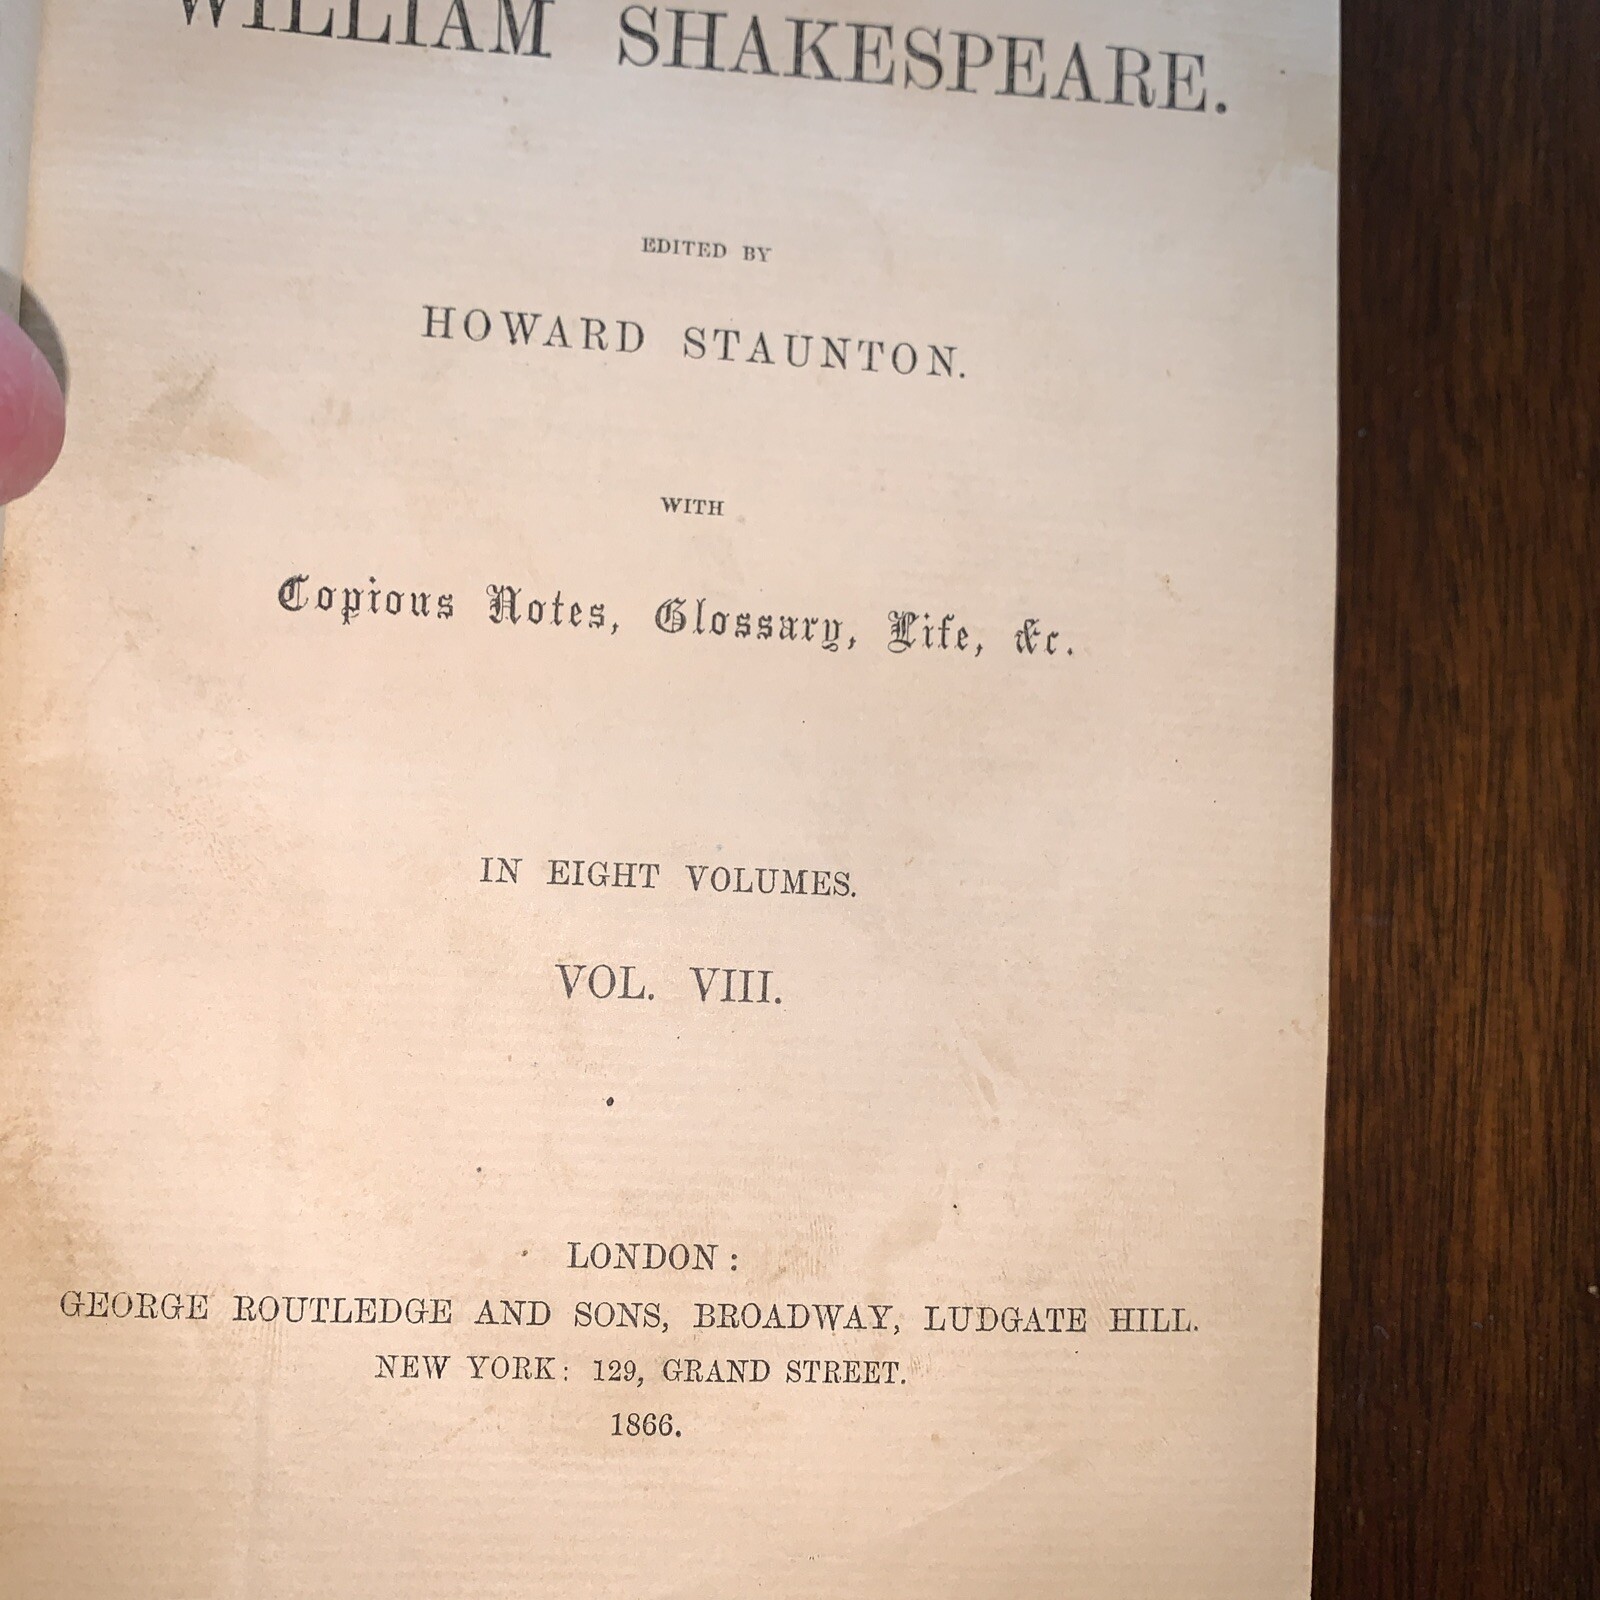 WILLIAM SHAKESPEARE.
EDITED BY
HOWARD STAUNTON.
WITH
Copious Notes, Glossary, Life, &c.
IN EIGHT VOLUMES.
VOL. VIII.
LONDON:
GEORGE ROUTLEDGE AND SONS, BROADWAY, LUDGATE HILL.
NEW YORK: 129, GRAND STREET.
1866.